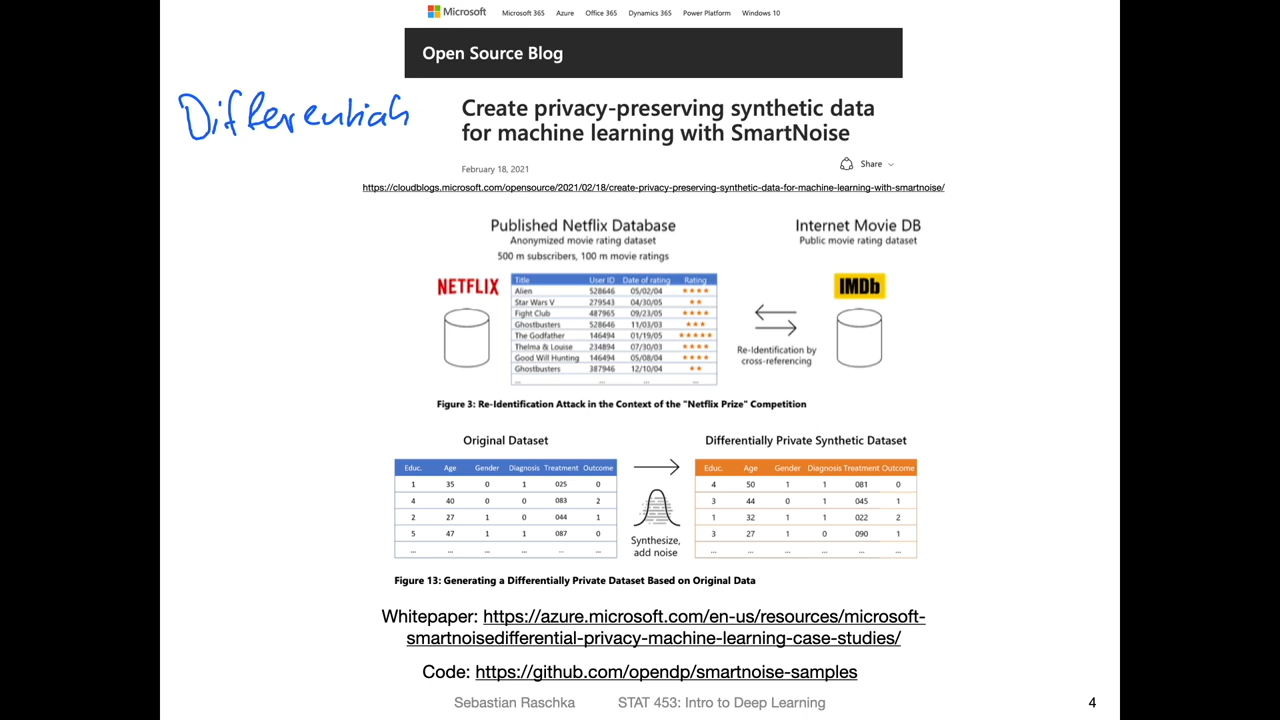 Microsoft Microsoft 365 Azure Office 365 Dynamics 365 Power Platform Windows 10
Open Source Blog
Differential
Create privacy-preserving synthetic data
for machine learning with SmartNoise
February 18, 2021
Share
https://cloudblogs.microsoft.com/opensource/2021/02/18/create-privacy-preserving-synthetic-data-for-machine-learning-with-smartnoise/
Published Netflix Database
Anonymized movie rating dataset
500 m subscribers, 100 m movie ratings
Internet Movie DB
Public movie rating dataset
NETFLIX
Title User ID Date of rating Rating
Alien 528646 05/02/04 ★★★★
Star Wars V 279543 04/30/05 ★★
Fight Club 487965 09/23/05 ★★★★
Ghostbusters 528646 11/03/03 ★★★
The Godfather 146494 01/19/05 ★★★★★
Thelma & Louise 234894 07/30/03 ★★★★
Good Will Hunting 146494 05/08/04 ★★★★
Ghostbusters 387946 12/10/04 ★★
... ... ... ...
IMDb
Re-Identification by
cross-referencing
Figure 3: Re-Identification Attack in the Context of the "Netflix Prize" Competition
Original Dataset
Educ. Age Gender Diagnosis Treatment Outcome
1 35 0 1 025 0
4 40 0 0 083 2
2 27 1 0 044 1
5 47 1 1 087 0
... ... ... ... ... ...
Synthesize,
add noise
Differentially Private Synthetic Dataset
Educ. Age Gender Diagnosis Treatment Outcome
4 50 1 1 081 0
3 44 0 1 045 1
1 32 1 1 022 2
3 27 1 0 090 1
... ... ... ... ... ...
Figure 13: Generating a Differentially Private Dataset Based on Original Data
Whitepaper: https://azure.microsoft.com/en-us/resources/microsoft-
smartnoisedifferential-privacy-machine-learning-case-studies/
Code: https://github.com/opendp/smartnoise-samples
Sebastian Raschka STAT 453: Intro to Deep Learning 4